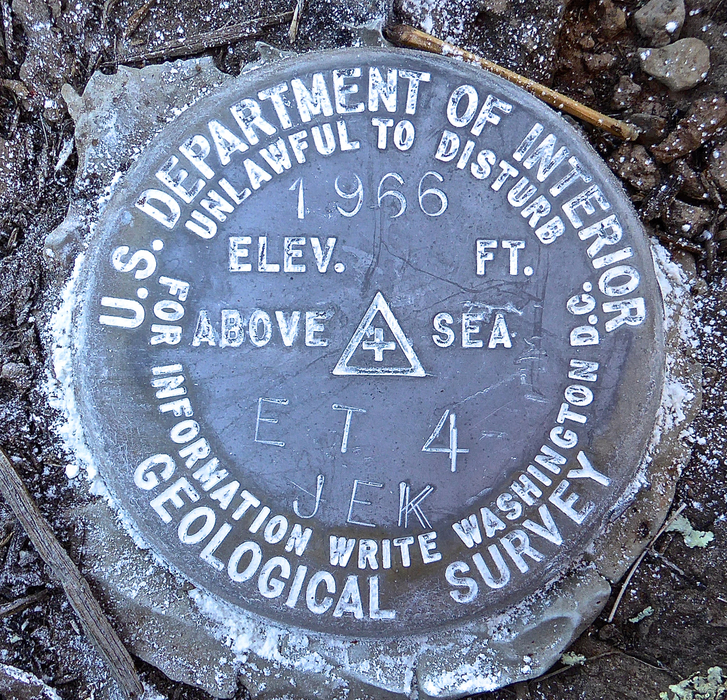 U.S. DEPARTMENT OF INTERIOR
UNLAWFUL TO DISTURB
1966
ELEV. FT.
ABOVE SEA
ET 4
JEK
FOR INFORMATION WRITE WASHINGTON D.C.
GEOLOGICAL SURVEY